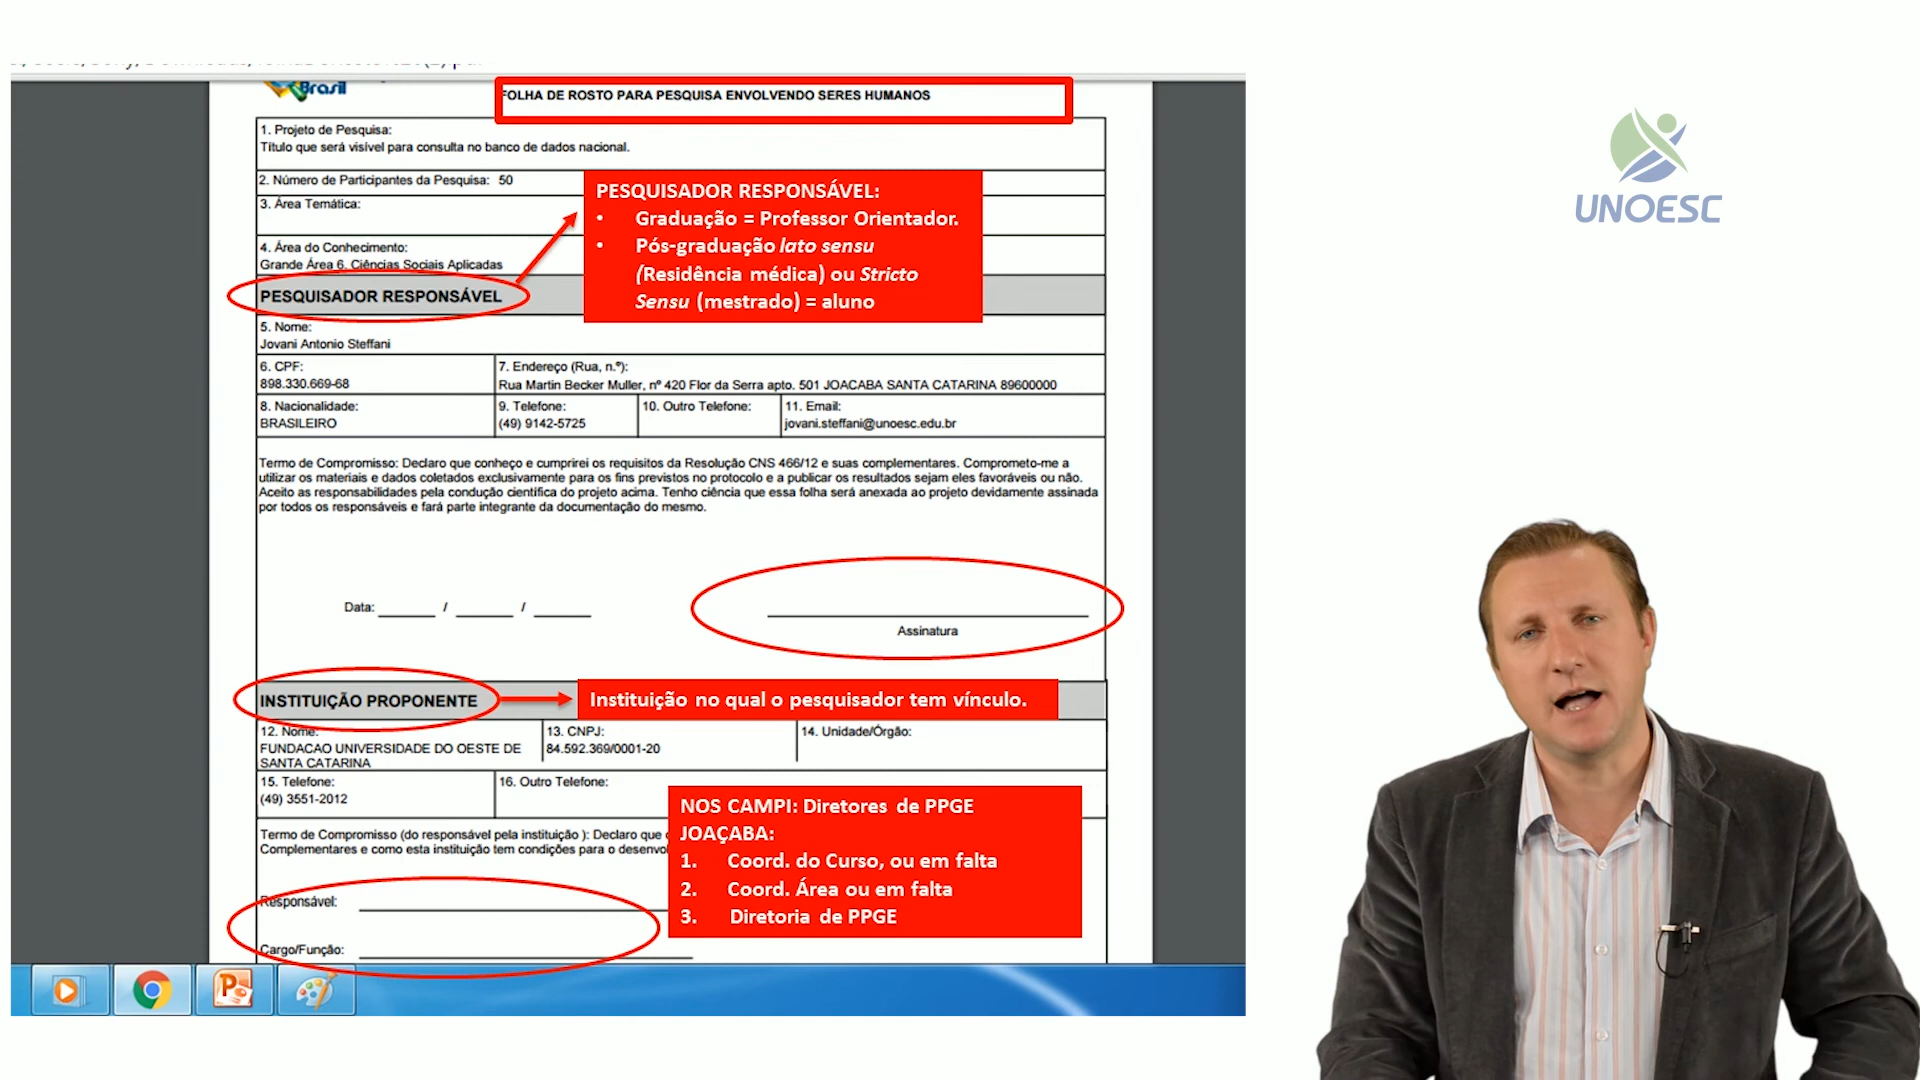 Brasil
FOLHA DE ROSTO PARA PESQUISA ENVOLVENDO SERES HUMANOS
1. Projeto de Pesquisa:
Título que será visível para consulta no banco de dados nacional.
2. Número de Participantes da Pesquisa: 50
3. Área Temática:
4. Área do Conhecimento:
Grande Área 6. Ciências Sociais Aplicadas
PESQUISADOR RESPONSÁVEL:
• Graduação = Professor Orientador.
• Pós-graduação lato sensu
(Residência médica) ou Stricto
Sensu (mestrado) = aluno
PESQUISADOR RESPONSÁVEL
5. Nome:
Jovani Antonio Steffani
6. CPF:
898.330.669-68
7. Endereço (Rua, n.º):
Rua Martin Becker Muller, nº 420 Flor da Serra apto. 501 JOACABA SANTA CATARINA 89600000
8. Nacionalidade:
BRASILEIRO
9. Telefone:
(49) 9142-5725
10. Outro Telefone:
11. Email:
jovani.steffani@unoesc.edu.br
Termo de Compromisso: Declaro que conheço e cumprirei os requisitos da Resolução CNS 466/12 e suas complementares. Comprometo-me a
utilizar os materiais e dados coletados exclusivamente para os fins previstos no protocolo e a publicar os resultados sejam eles favoráveis ou não.
Aceito as responsabilidades pela condução científica do projeto acima. Tenho ciência que essa folha será anexada ao projeto devidamente assinada
por todos os responsáveis e fará parte integrante da documentação do mesmo.
Data: ______ / ______ / ______
Assinatura
INSTITUIÇÃO PROPONENTE
Instituição no qual o pesquisador tem vínculo.
12. Nome:
FUNDACAO UNIVERSIDADE DO OESTE DE
SANTA CATARINA
13. CNPJ:
84.592.369/0001-20
14. Unidade/Órgão:
15. Telefone:
(49) 3551-2012
16. Outro Telefone:
Termo de Compromisso (do responsável pela instituição ): Declaro que
Complementares e como esta instituição tem condições para o
NOS CAMPI: Diretores de PPGE
JOAÇABA:
1. Coord. do Curso, ou em falta
2. Coord. Área ou em falta
3. Diretoria de PPGE
Responsável:
Cargo/Função:
UNOESC